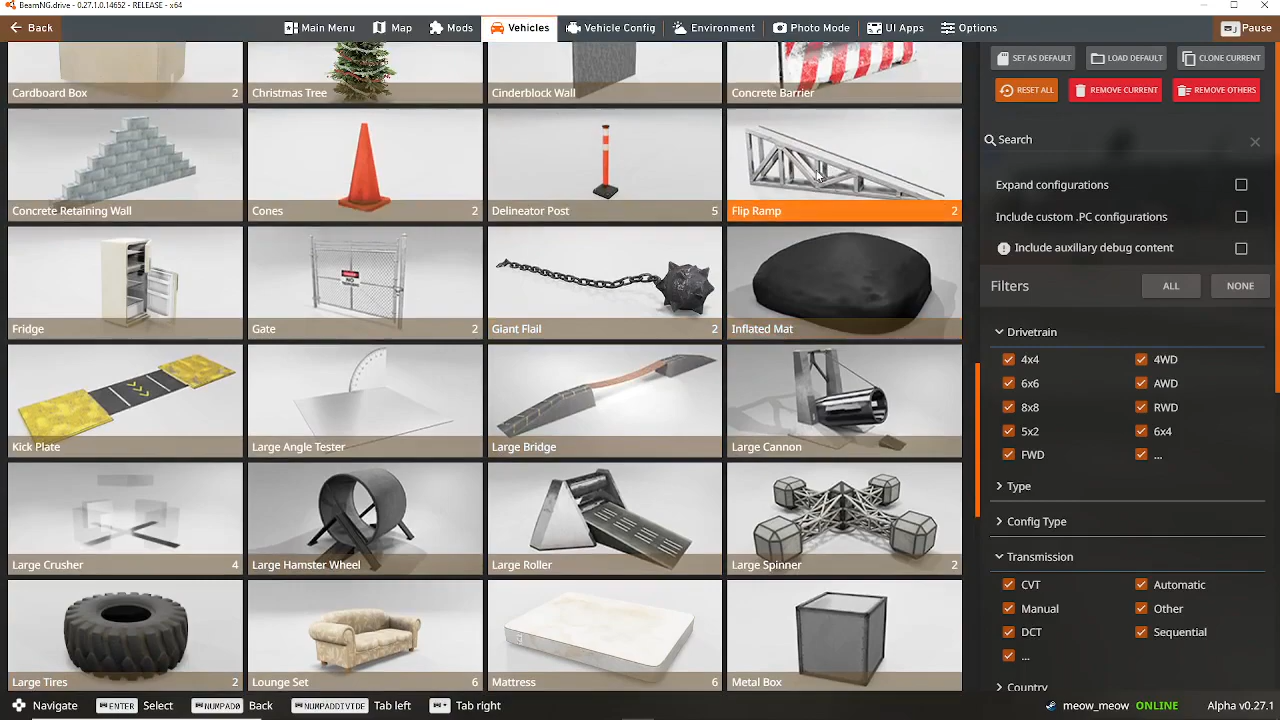 BeamNG.drive - 0.27.1.0.14652 - RELEASE - x64
Back
Main Menu
Map
Mods
Vehicles
Vehicle Config
Environment
Photo Mode
UI Apps
Options
Pause
Cardboard Box 2
Christmas Tree 2
Cinderblock Wall
Concrete Barrier
SET AS DEFAULT
LOAD DEFAULT
CLONE CURRENT
RESET ALL
REMOVE CURRENT
REMOVE OTHERS
Search
Concrete Retaining Wall
Cones 2
Delineator Post 5
Flip Ramp 2
Expand configurations
Include custom .PC configurations
Include auxiliary debug content
Filters
ALL
NONE
Fridge
DANGER
Gate 2
Giant Flail 2
Inflated Mat
Drivetrain
4x4
4WD
6x6
AWD
8x8
RWD
5x2
6x4
FWD
...
Kick Plate
Large Angle Tester
Large Bridge
Large Cannon
Type
Config Type
Large Crusher 4
Large Hamster Wheel
Large Roller
Large Spinner 2
Transmission
CVT
Automatic
Manual
Other
DCT
Sequential
...
Country
Large Tires 2
Lounge Set 6
Mattress 6
Metal Box
Navigate
ENTER
Select
NUMPAD0
Back
NUMPADDIVIDE
Tab left
Tab right
meow_meow ONLINE
Alpha v0.27.1